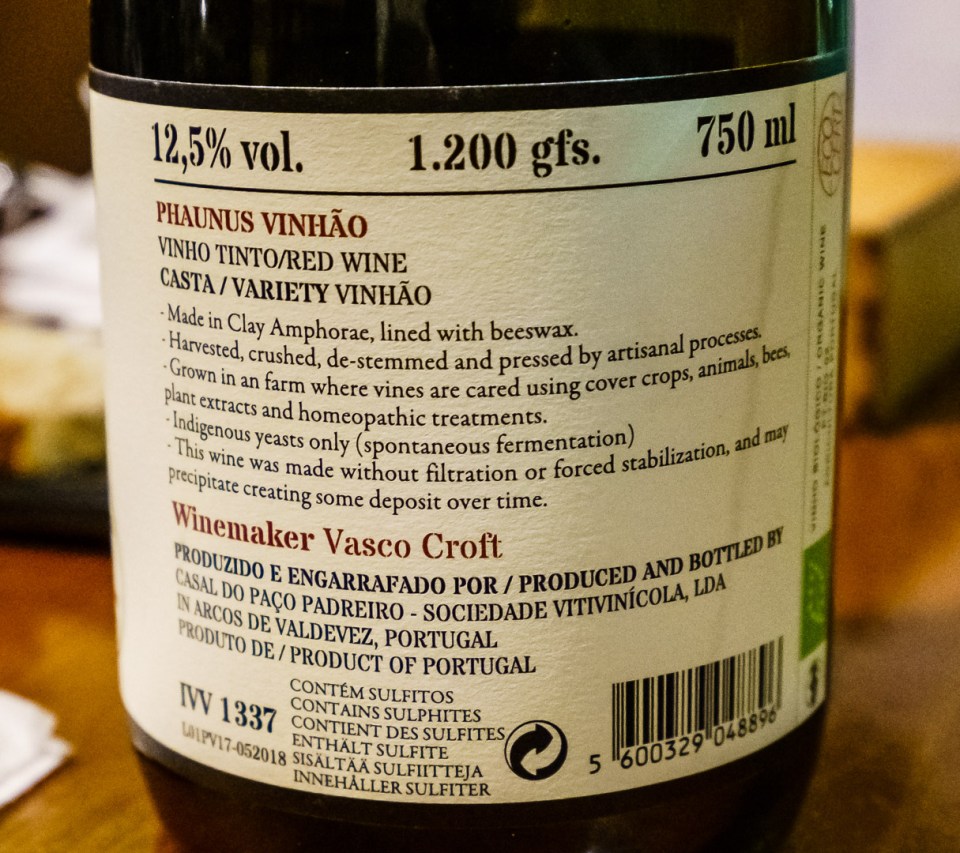 12,5% vol. 1.200 gfs. 750 ml
PHAUNUS VINHÃO
VINHO TINTO/RED WINE
CASTA / VARIETY VINHÃO
- Made in Clay Amphorae, lined with beeswax.
- Harvested, crushed, de-stemmed and pressed by artisanal processes.
- Grown in an farm where vines are cared using cover crops, animals, bees,
plant extracts and homeopathic treatments.
- Indigenous yeasts only (spontaneous fermentation)
- This wine was made without filtration or forced stabilization, and may
precipitate creating some deposit over time.
Winemaker Vasco Croft
PRODUZIDO E ENGARRAFADO POR / PRODUCED AND BOTTLED BY
CASAL DO PAÇO PADREIRO - SOCIEDADE VITIVINÍCOLA, LDA
IN ARCOS DE VALDEVEZ, PORTUGAL
PRODUTO DE / PRODUCT OF PORTUGAL
IVV 1337
L01PV17-052018
CONTÉM SULFITOS
CONTAINS SULPHITES
CONTIENT DES SULFITES
ENTHÄLT SULFITE
SISÄLTÄÄ SULFIITTEJA
INNEHÅLLER SULFITER
5 600329 048896
VINHO BIOLÓGICO / ORGANIC WINE